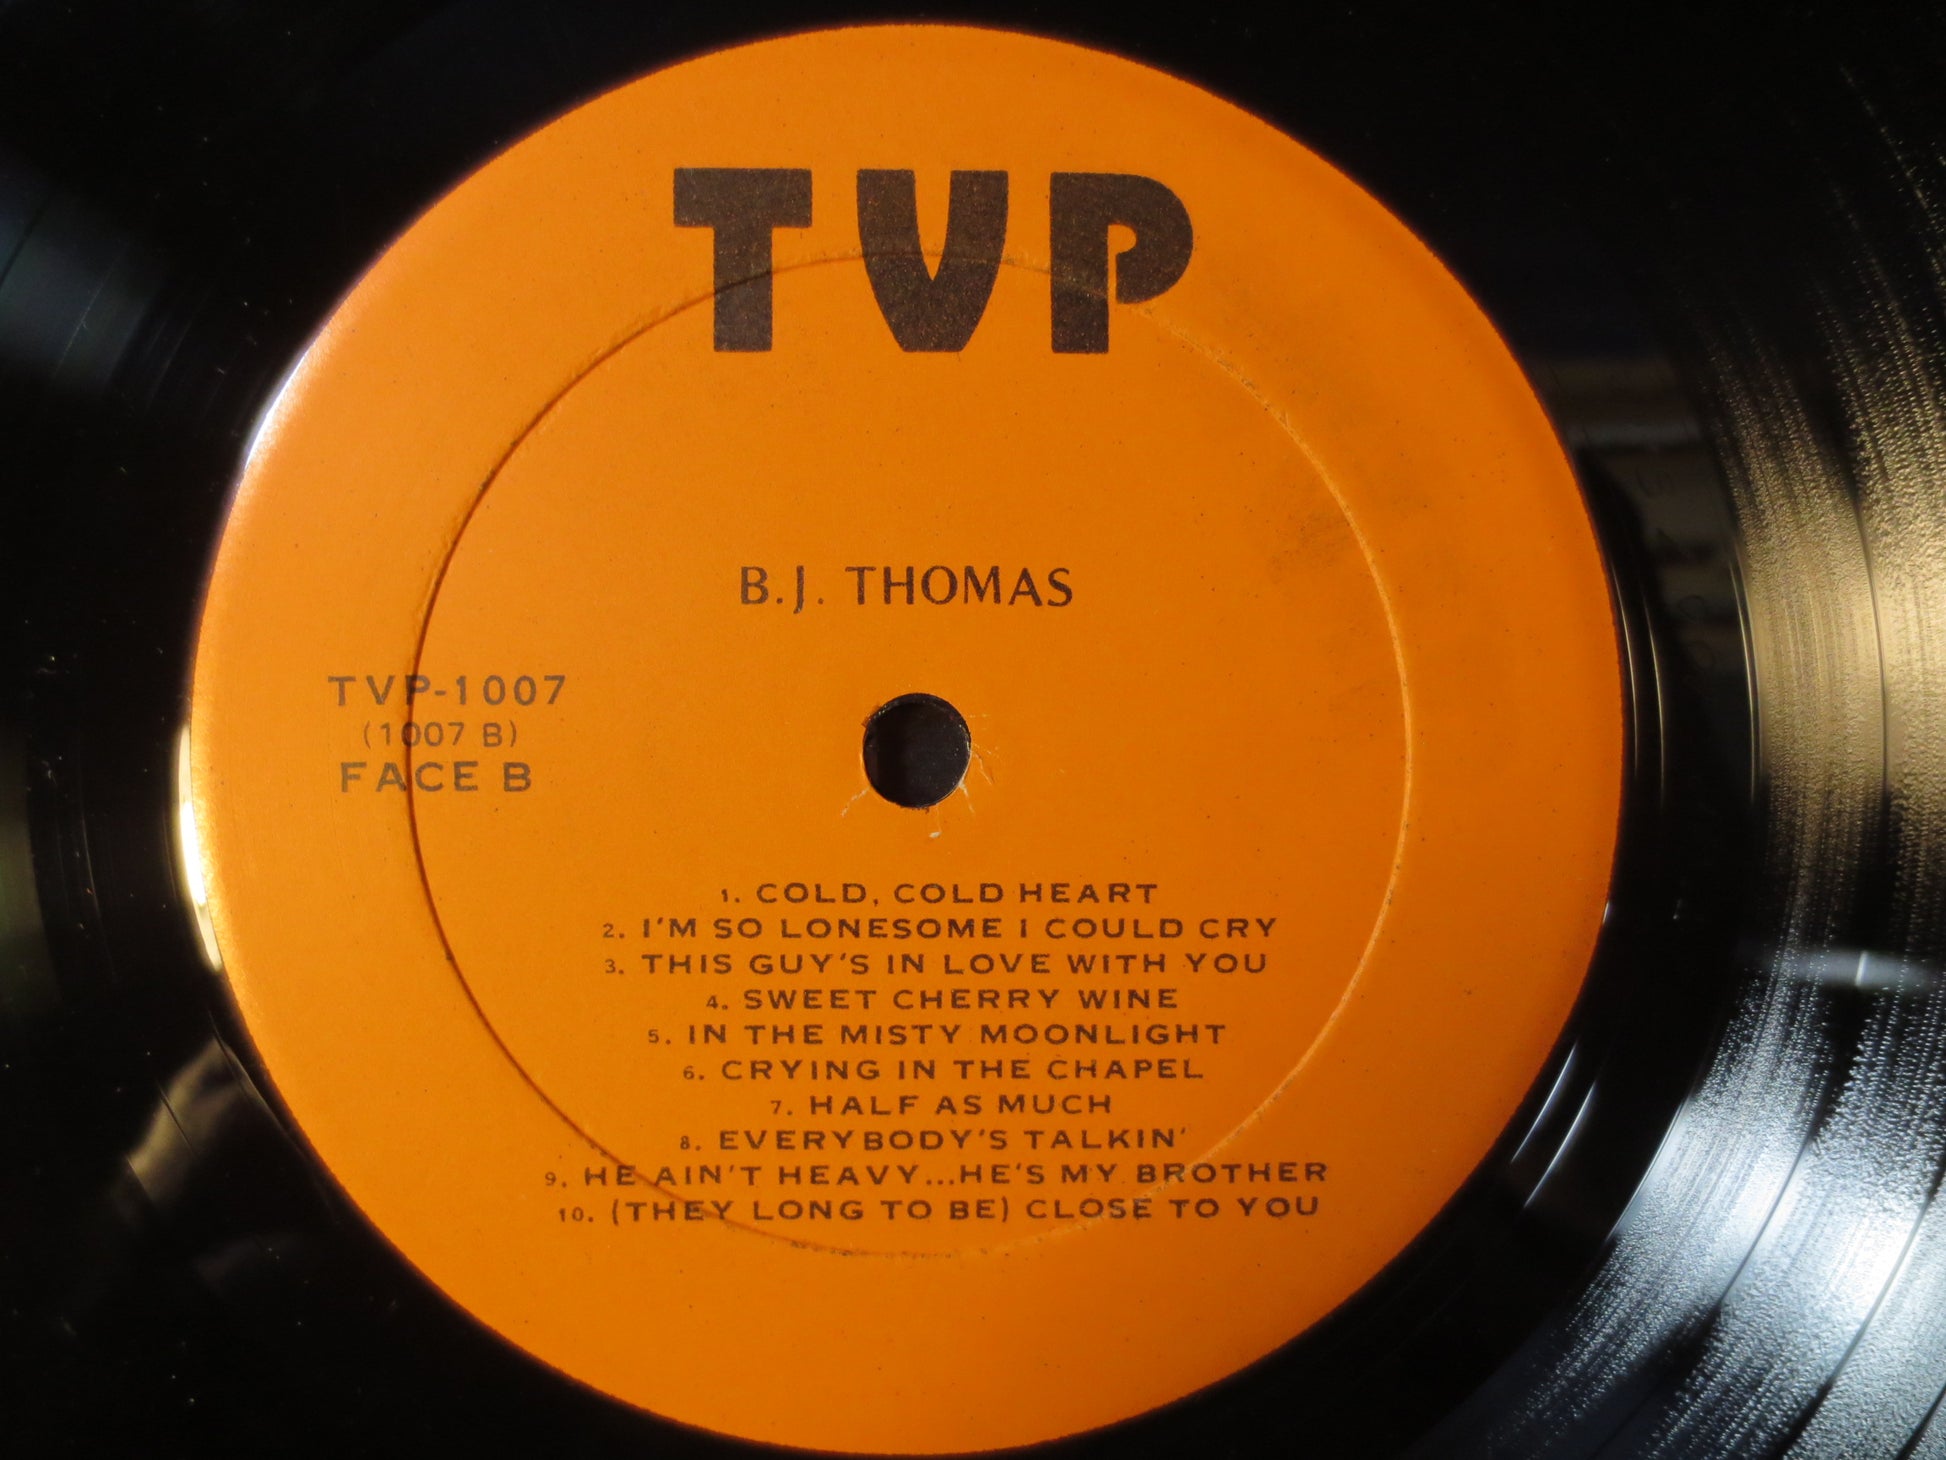 TVP
B.J. THOMAS
TVP-1007
(1007 B)
FACE B
1. COLD, COLD HEART
2. I'M SO LONESOME I COULD CRY
3. THIS GUY'S IN LOVE WITH YOU
4. SWEET CHERRY WINE
5. IN THE MISTY MOONLIGHT
6. CRYING IN THE CHAPEL
7. HALF AS MUCH
8. EVERYBODY'S TALKIN'
9. HE AIN'T HEAVY...HE'S MY BROTHER
10. (THEY LONG TO BE) CLOSE TO YOU